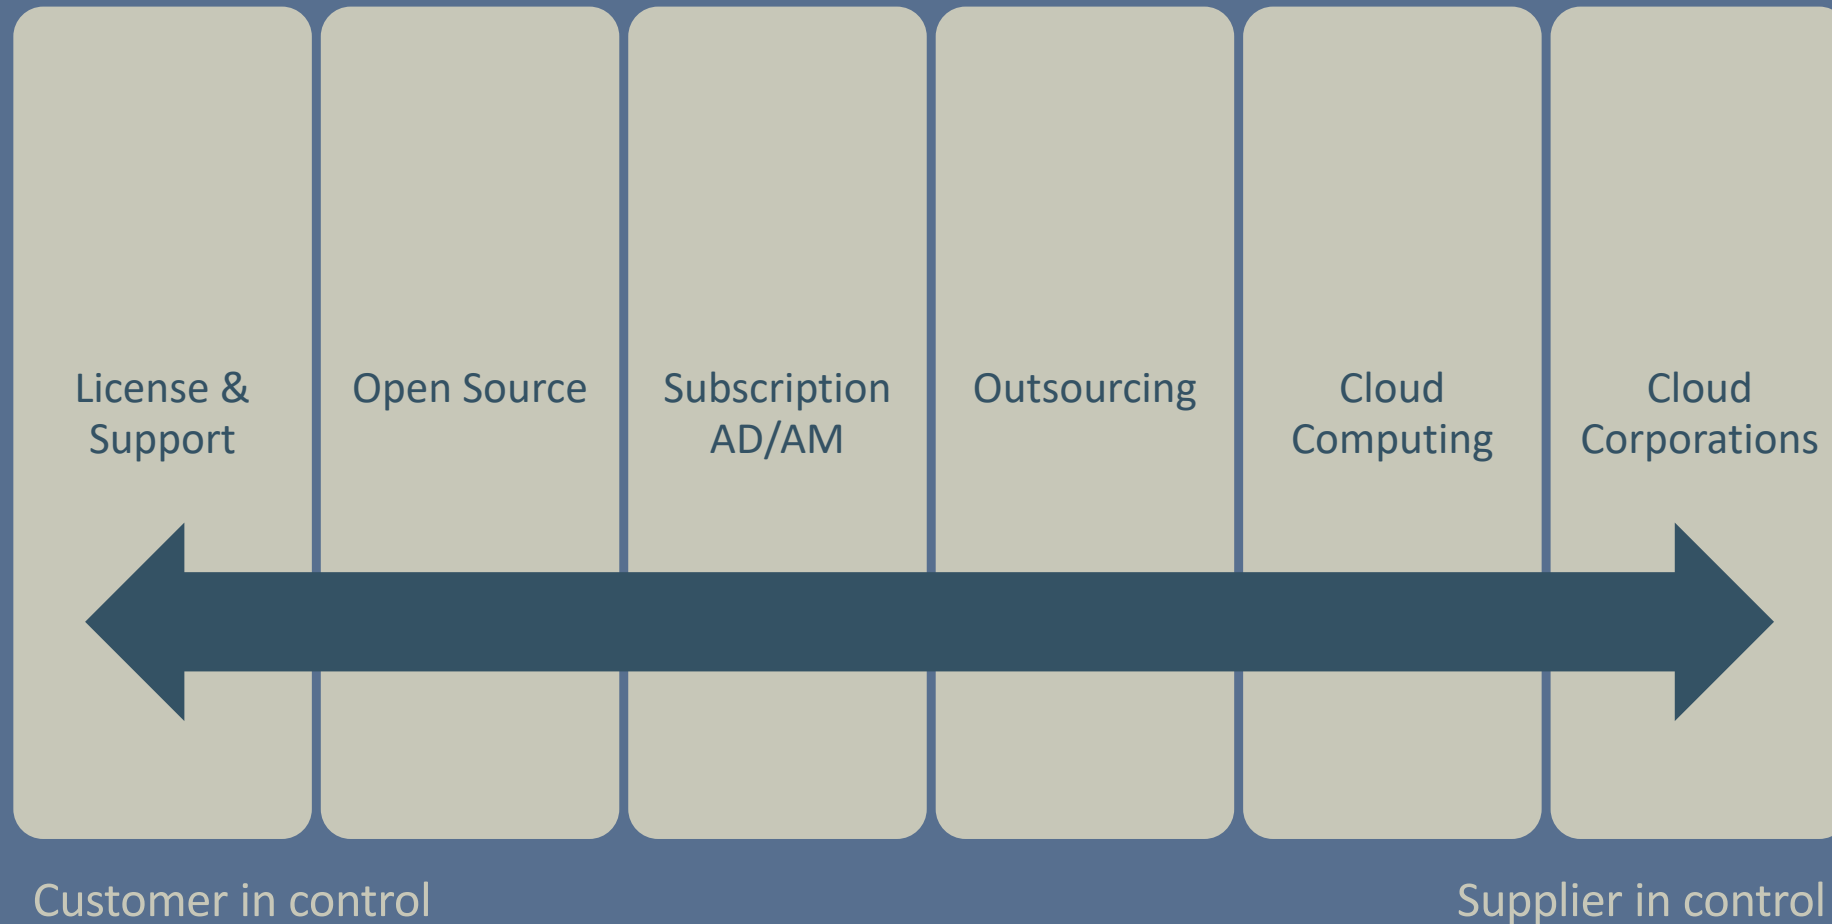 License &
Support
Open Source
Subscription
AD/AM
Outsourcing
Cloud
Computing
Cloud
Corporations
Customer in control
Supplier in control